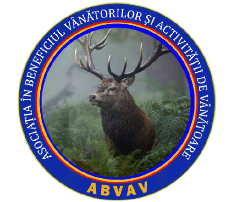 ASOCIAȚIA ÎN BENEFICIUL VÂNĂTORILOR ȘI ACTIVITĂȚII DE VÂNĂTOARE
ABVAV